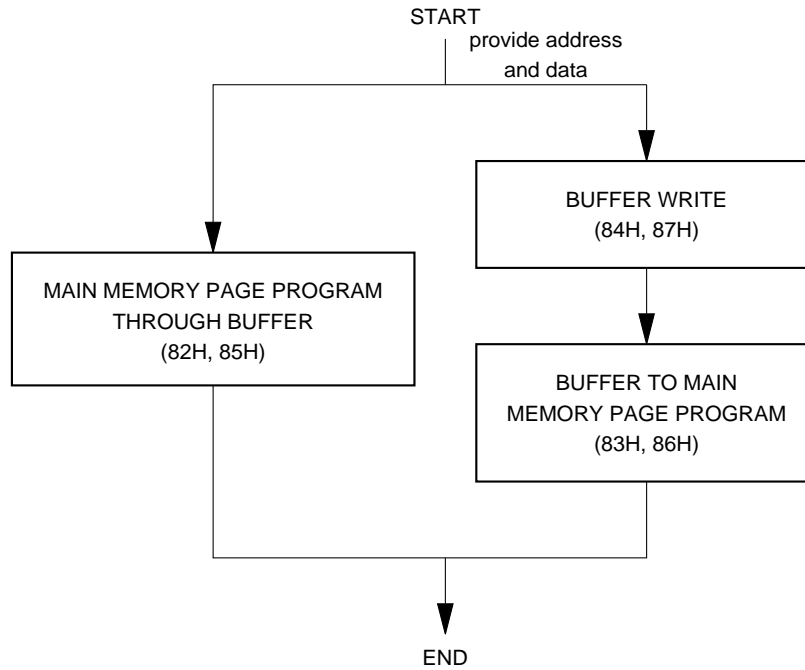 START
provide address
and data
BUFFER WRITE
(84H, 87H)
MAIN MEMORY PAGE PROGRAM
THROUGH BUFFER
(82H, 85H)
BUFFER TO MAIN
MEMORY PAGE PROGRAM
(83H, 86H)
END